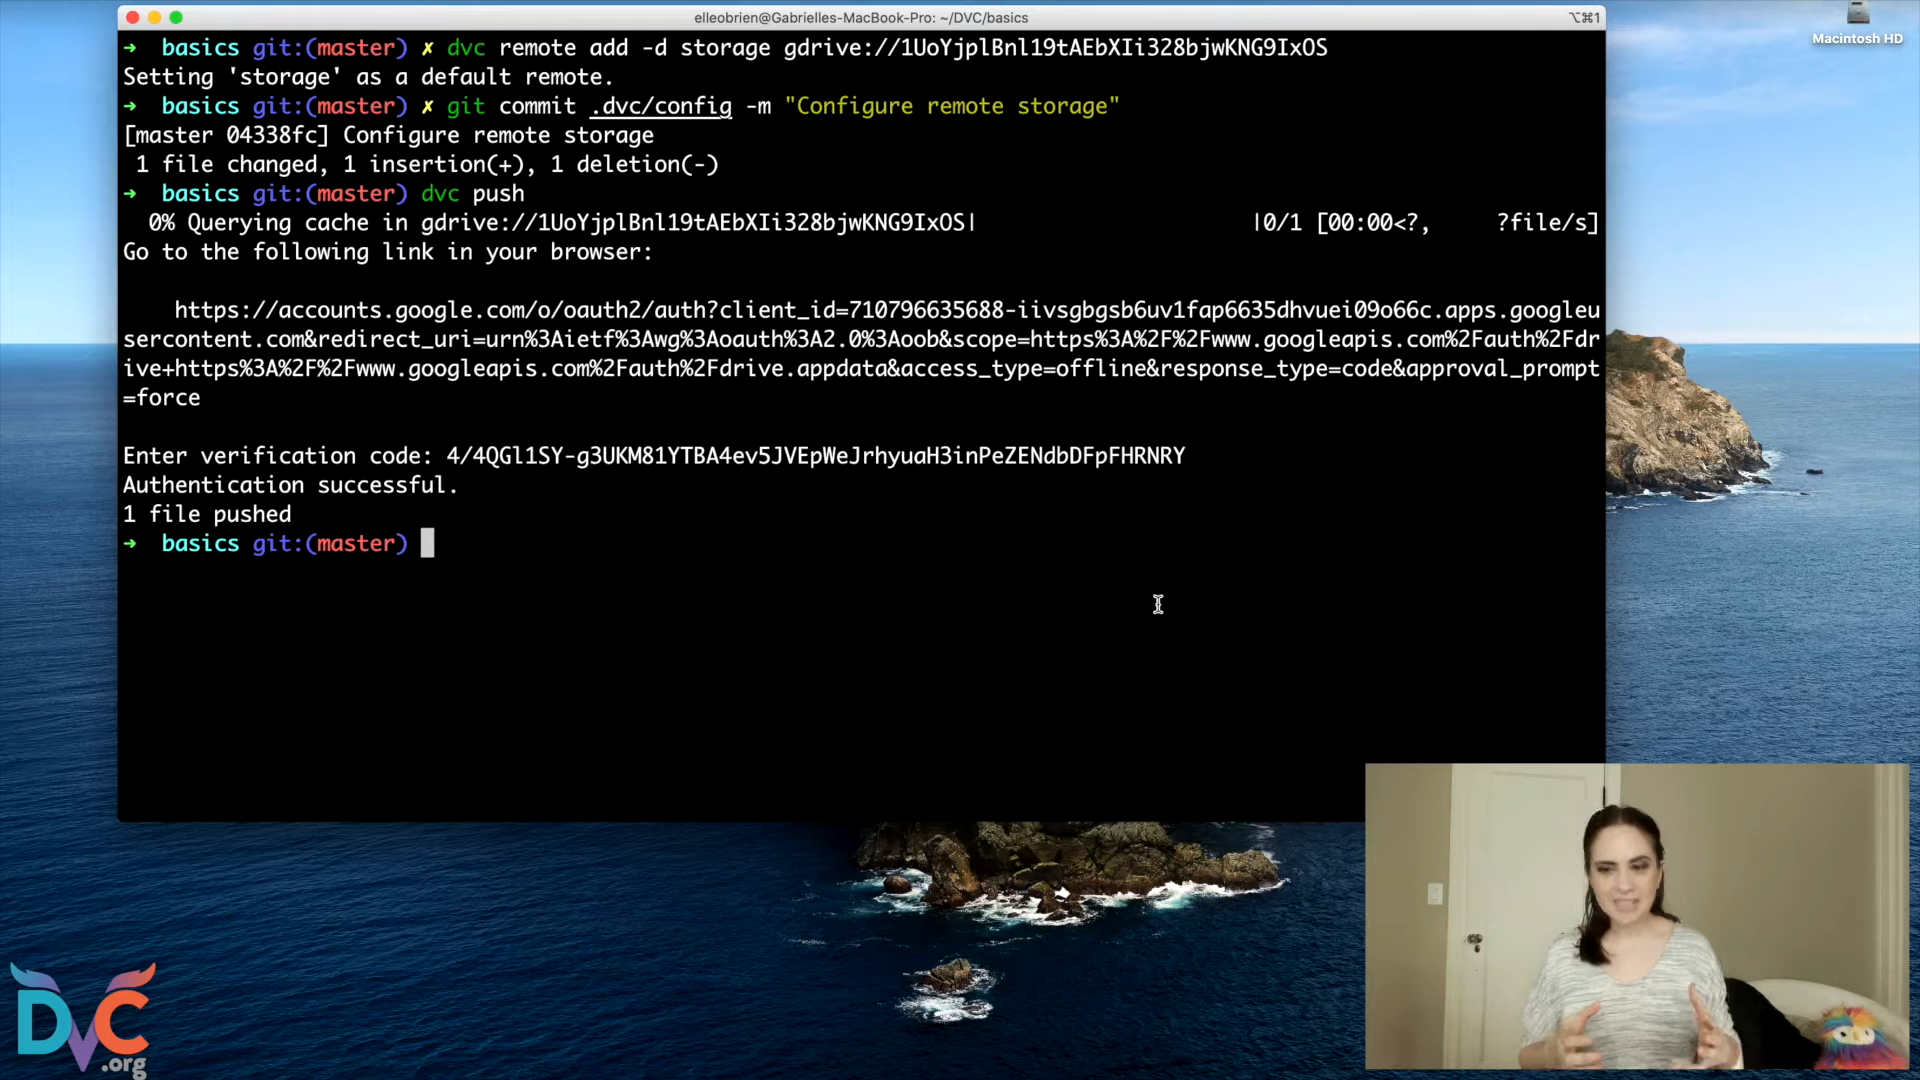 elleobrien@Gabrielles-MacBook-Pro: ~/DVC/basics
⌥⌘1
Macintosh HD
➜ basics git:(master) ✗ dvc remote add -d storage gdrive://1UoYjplBnl19tAEbXIi328bjwKNG9IxOS
Setting 'storage' as a default remote.
➜ basics git:(master) ✗ git commit .dvc/config -m "Configure remote storage"
[master 04338fc] Configure remote storage
1 file changed, 1 insertion(+), 1 deletion(-)
➜ basics git:(master) dvc push
0% Querying cache in gdrive://1UoYjplBnl19tAEbXIi328bjwKNG9IxOS| |0/1 [00:00<?, ?file/s]
Go to the following link in your browser:
https://accounts.google.com/o/oauth2/auth?client_id=710796635688-iivsgbgsb6uv1fap6635dhvuei09o66c.apps.googleu
sercontent.com&redirect_uri=urn%3Aietf%3Awg%3Aoauth%3A2.0%3Aoob&scope=https%3A%2F%2Fwww.googleapis.com%2Fauth%2Fdr
ive+https%3A%2F%2Fwww.googleapis.com%2Fauth%2Fdrive.appdata&access_type=offline&response_type=code&approval_prompt
=force
Enter verification code: 4/4QGl1SY-g3UKM81YTBA4ev5JVEpWeJrhyuaH3inPeZENdbDFpFHRNRY
Authentication successful.
1 file pushed
➜ basics git:(master)
DVC
.org